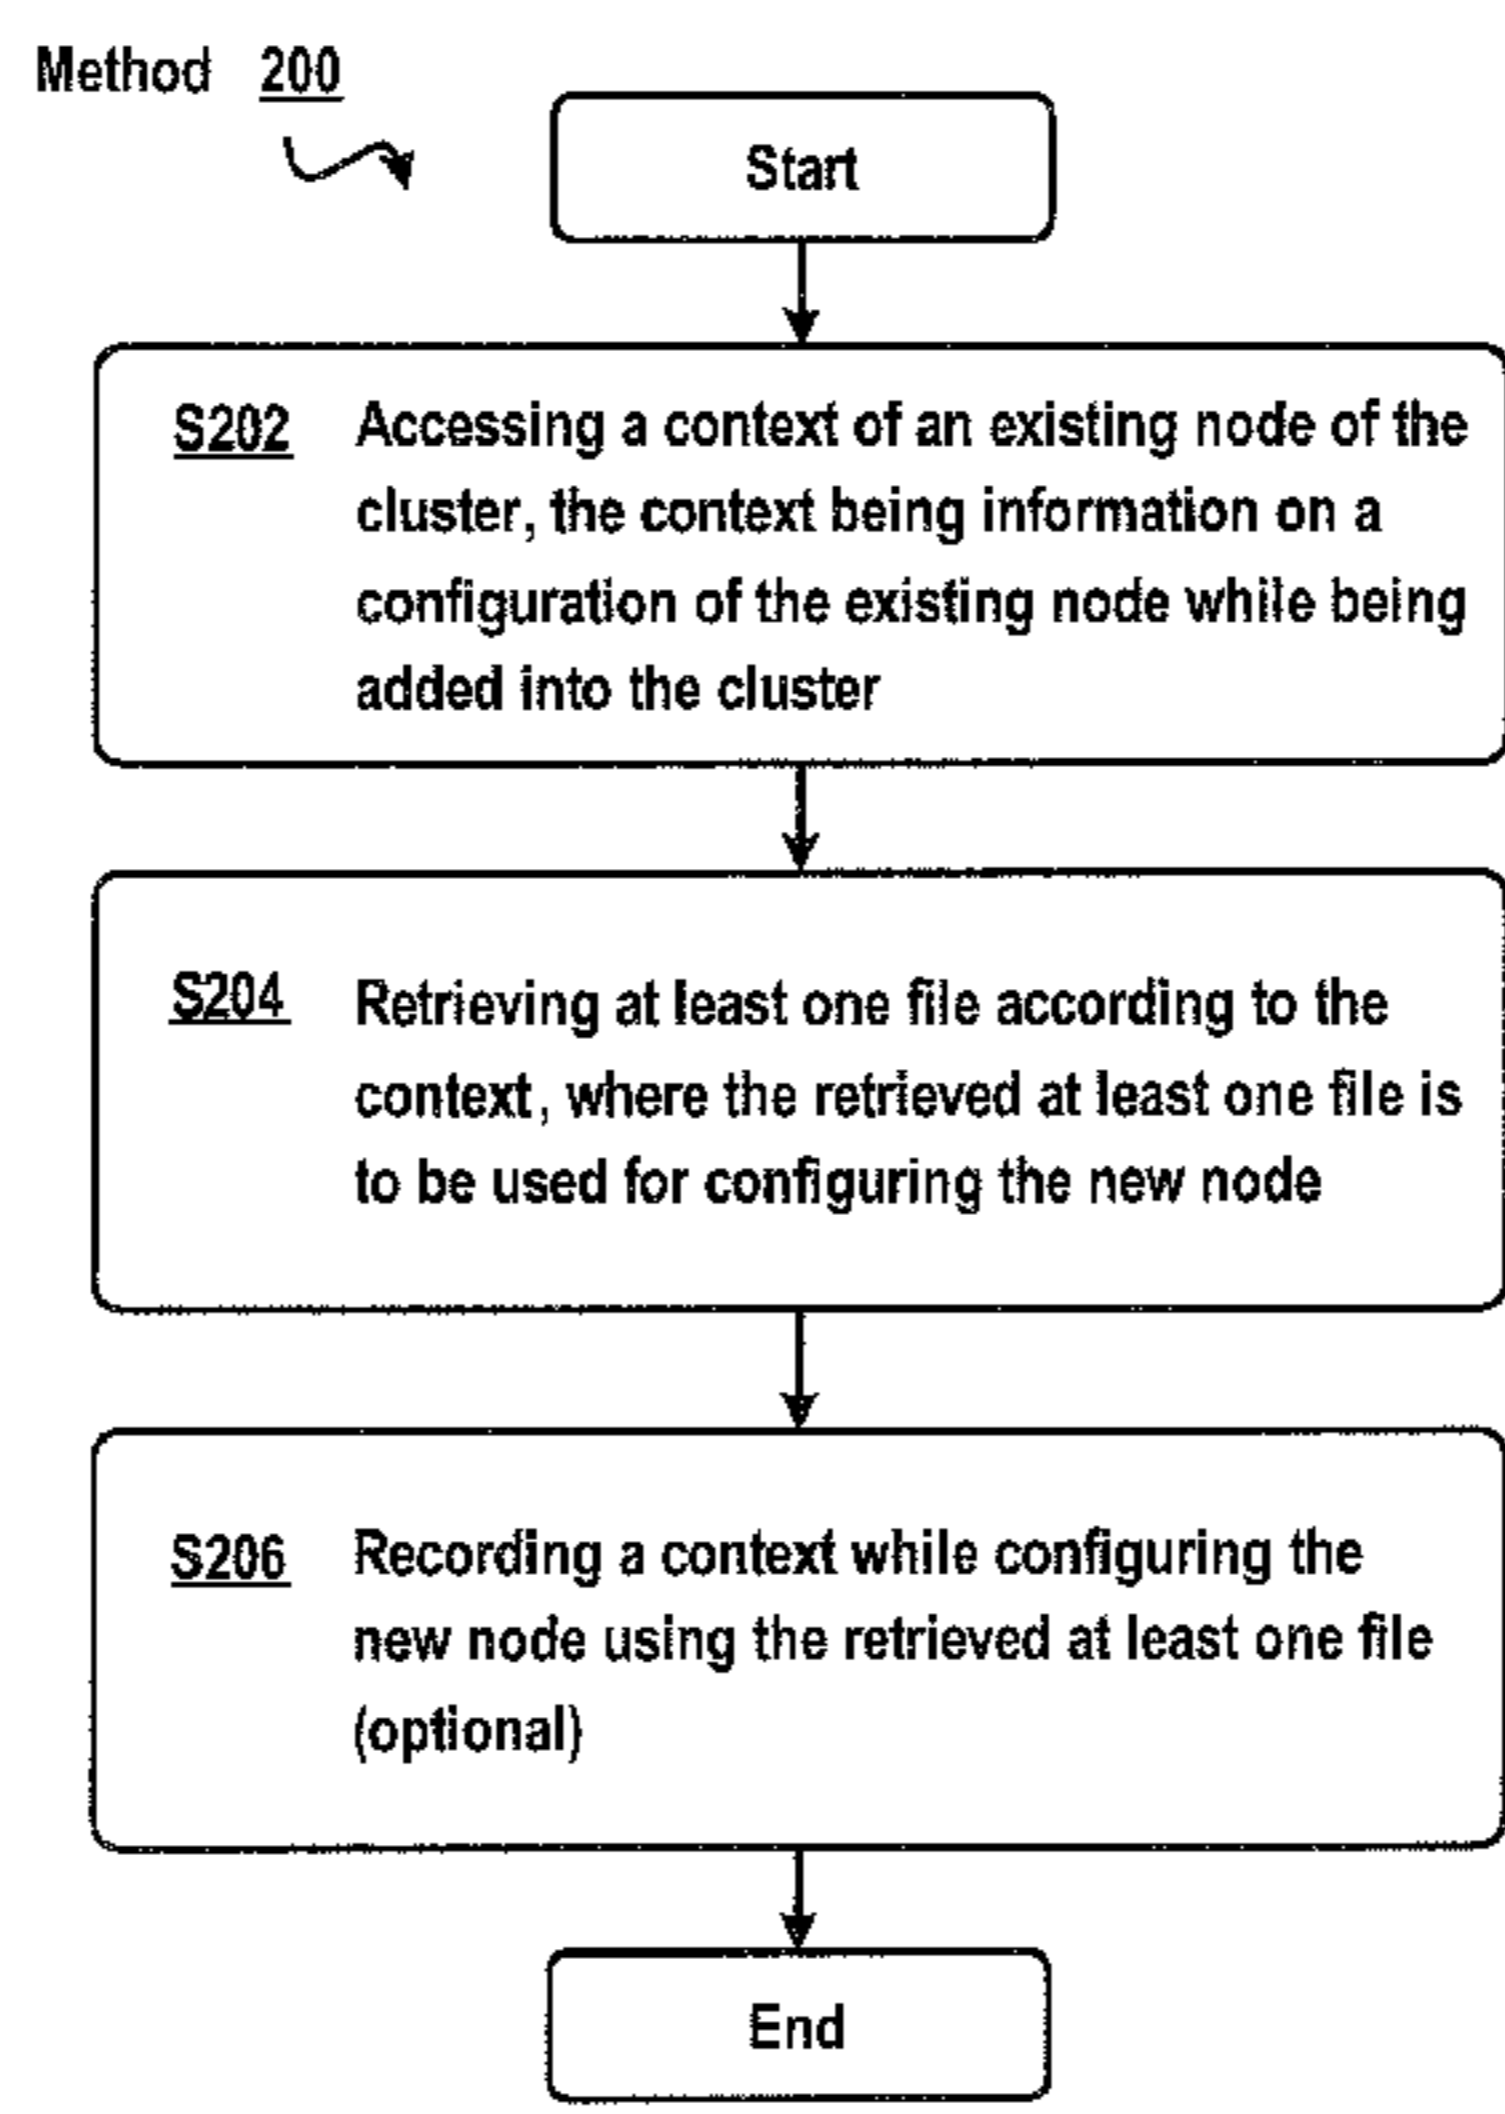 Method 200
Start
S202 Accessing a context of an existing node of the
cluster, the context being information on a
configuration of the existing node while being
added into the cluster
S204 Retrieving at least one file according to the
context, where the retrieved at least one file is
to be used for configuring the new node
S206 Recording a context while configuring the
new node using the retrieved at least one file
(optional)
End